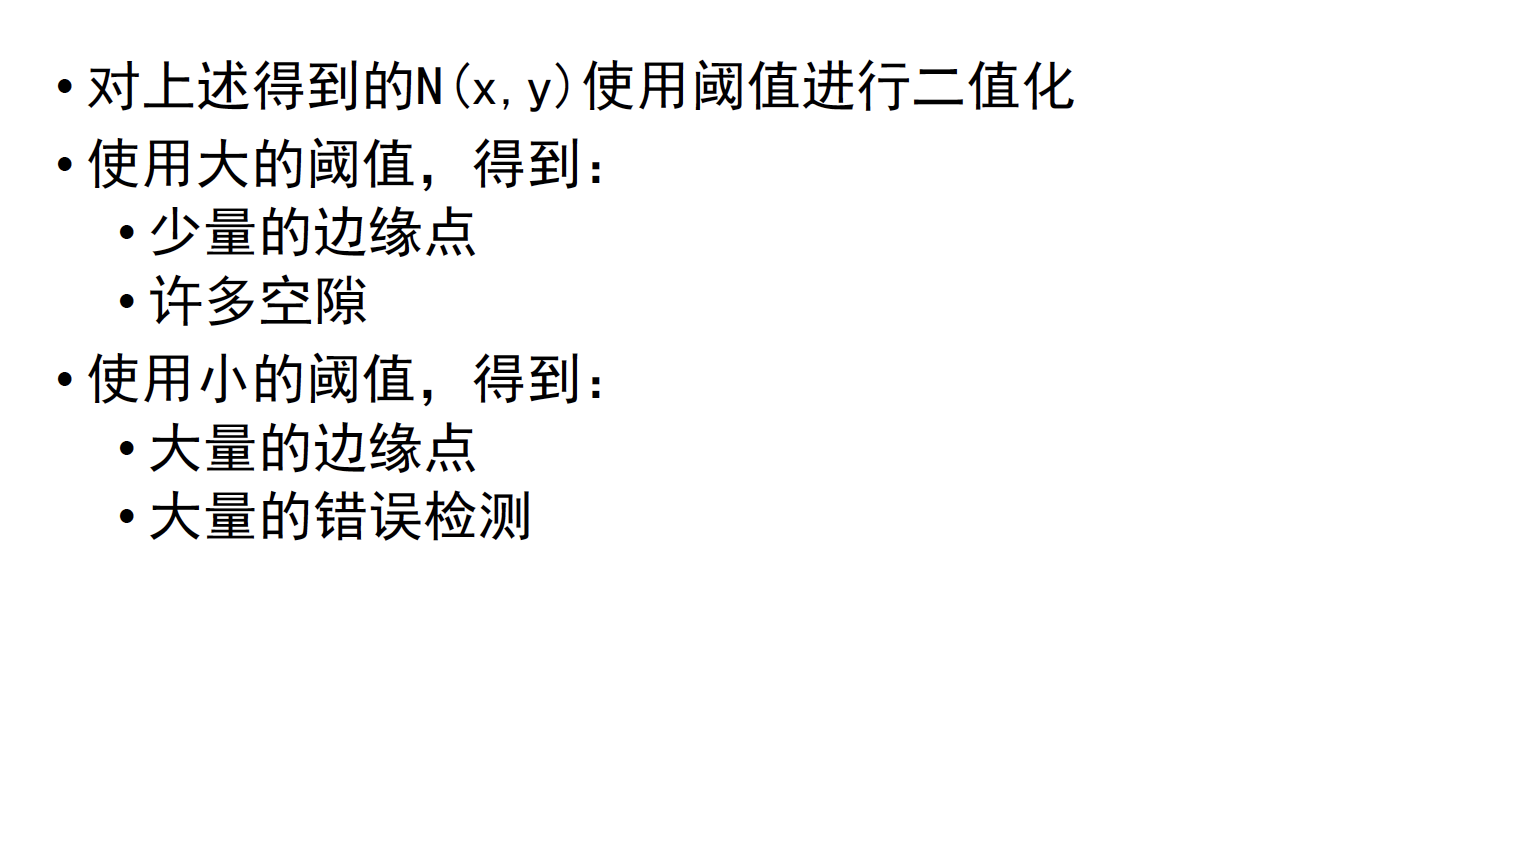 • 对上述得到的N(x,y)使用阈值进行二值化
• 使用大的阈值，得到：
• 少量的边缘点
• 许多空隙
• 使用小的阈值，得到：
• 大量的边缘点
• 大量的错误检测